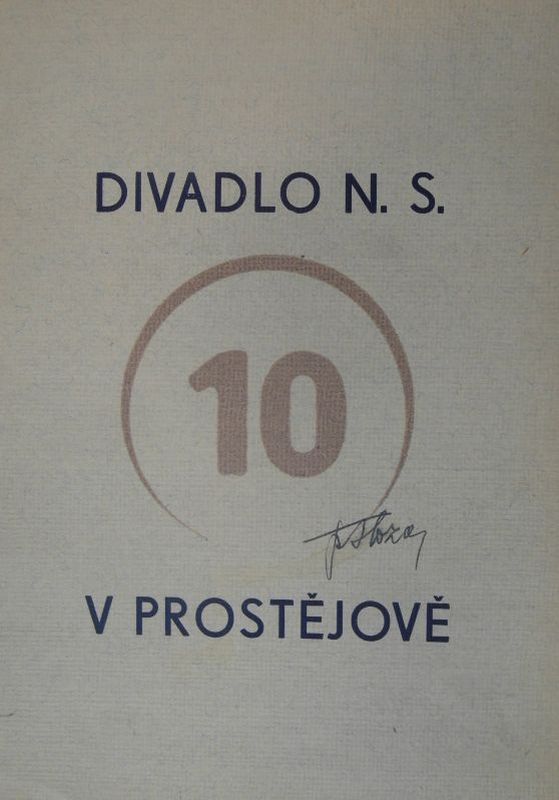 DIVADLO N. S.
10
V PROSTĚJOVĚ